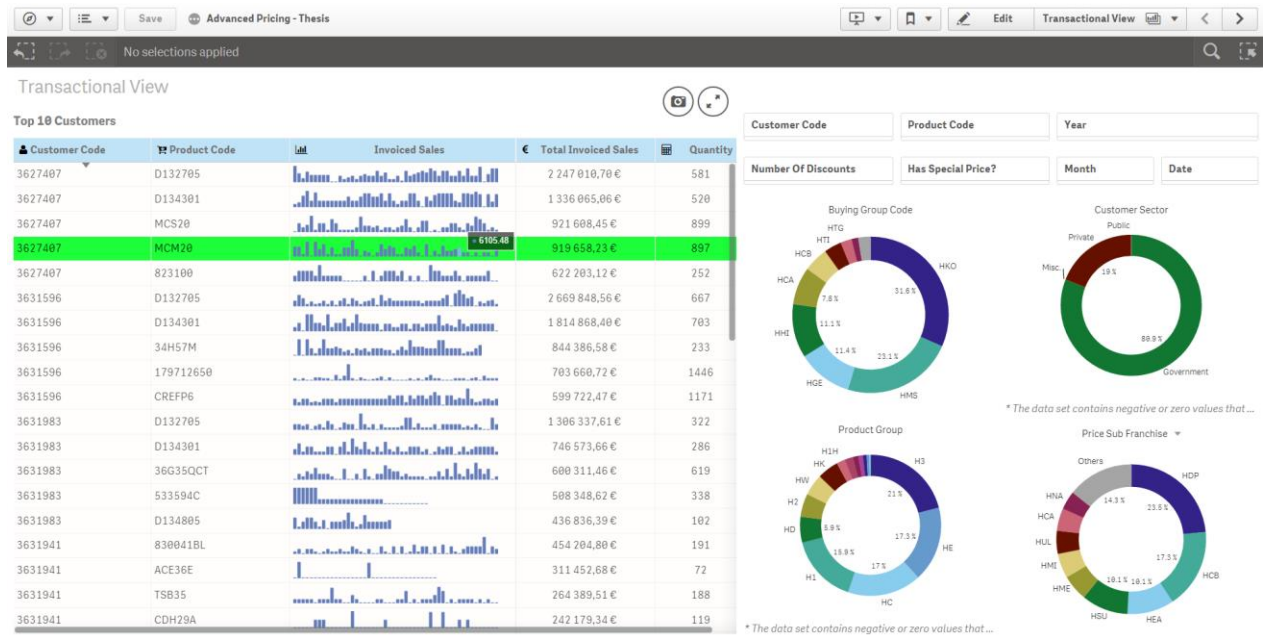 Save Advanced Pricing - Thesis Edit Transactional View
No selections applied
Transactional View
Top 10 Customers
Customer Code Product Code Invoiced Sales € Total Invoiced Sales Quantity
3627407 D132705 2 247 010,70 € 581
3627407 D134301 1 336 065,06 € 520
3627407 MCS20 921 608,45 € 899
3627407 MCM20 6105.48 919 658,23 € 897
3627407 823100 622 203,12 € 252
3631596 D132705 2 669 848,56 € 667
3631596 D134301 1 814 868,40 € 703
3631596 34H57M 844 386,58 € 233
3631596 179712650 703 660,72 € 1446
3631596 CREFP6 599 722,47 € 1171
3631983 D132705 1 306 337,61 € 322
3631983 D134301 746 573,66 € 286
3631983 36G35QCT 600 311,46 € 619
3631983 533594C 508 348,62 € 338
3631983 D134805 436 836,39 € 102
3631941 830041BL 454 204,80 € 191
3631941 ACE36E 311 452,68 € 72
3631941 TSB35 264 389,51 € 188
3631941 CDH29A 242 179,34 € 119
Customer Code Product Code Year
Number Of Discounts Has Special Price? Month Date
Buying Group Code
HTG
HTI
HCB
HCA
HHI
HGE
HMS
HKO
31.6%
23.1%
11.4%
11.1%
7.8%
Customer Sector
Public
Private
Misc.
19%
80.9%
Government
* The data set contains negative or zero values that ...
Product Group
H1H
HK
HW
H2
HD
H1
HC
HE
H3
21%
17.3%
17%
15.9%
5.9%
Price Sub Franchise
Others
HNA
HCA
HUL
HMI
HME
HSU
HEA
HCB
HDP
14.3%
23.5%
17.3%
10.1% 10.1%
* The data set contains negative or zero values that ...